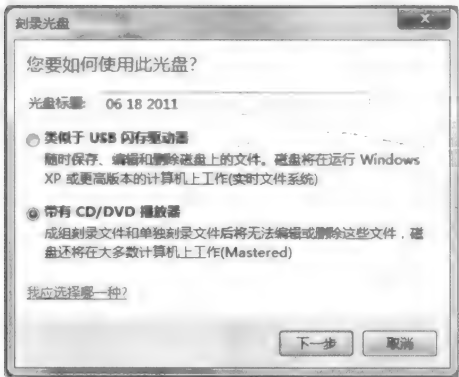 刻录光盘
您要如何使用此光盘?
光盘标题: 06 18 2011
类似于 USB 闪存驱动器
随时保存、编辑和删除磁盘上的文件。磁盘将在运行 Windows
XP 或更高版本的计算机上工作(实时文件系统)
带有 CD/DVD 播放器
成组刻录文件和单独刻录文件后将无法编辑或删除这些文件，磁
盘还将在大多数计算机上工作(Mastered)
我应选择哪一种?
下一步
取消